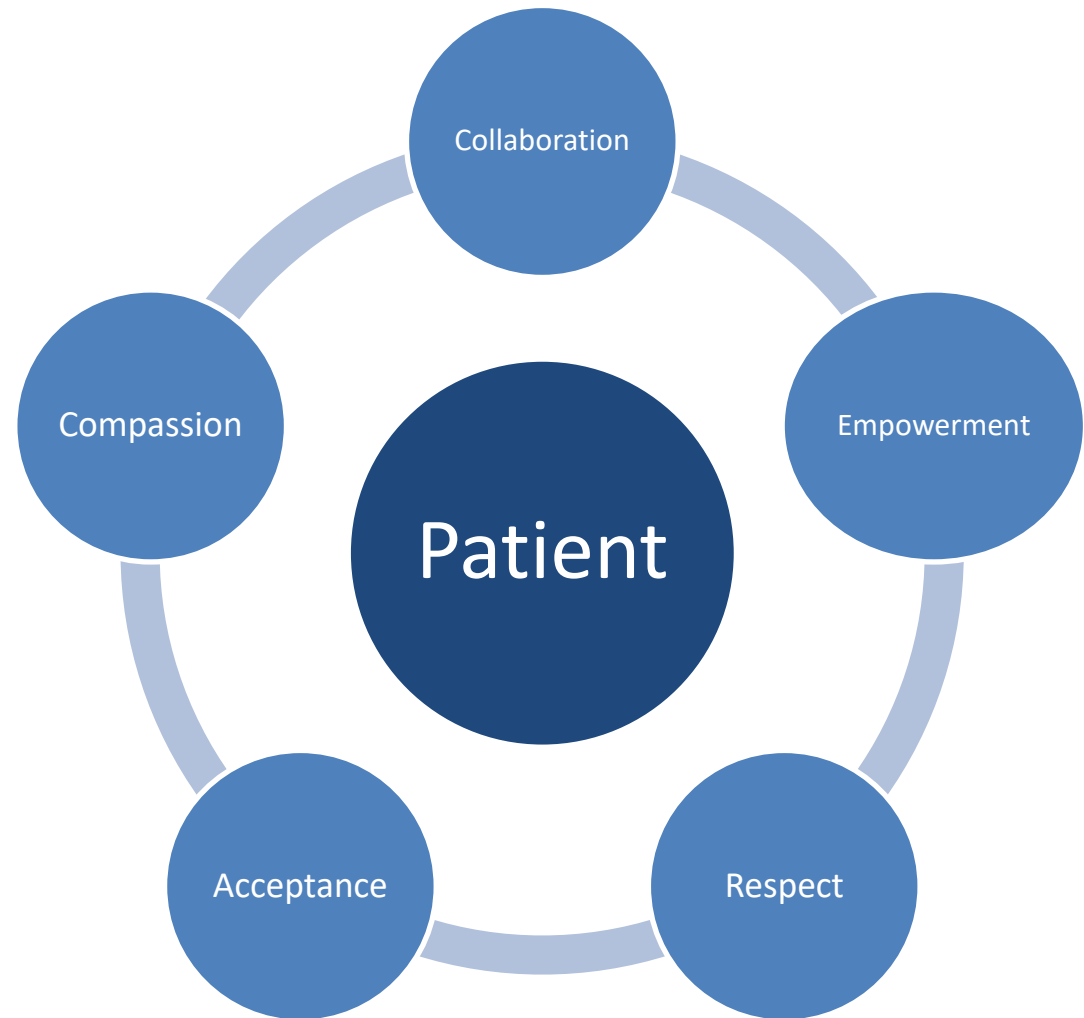 Collaboration
Compassion
Empowerment
Patient
Acceptance
Respect